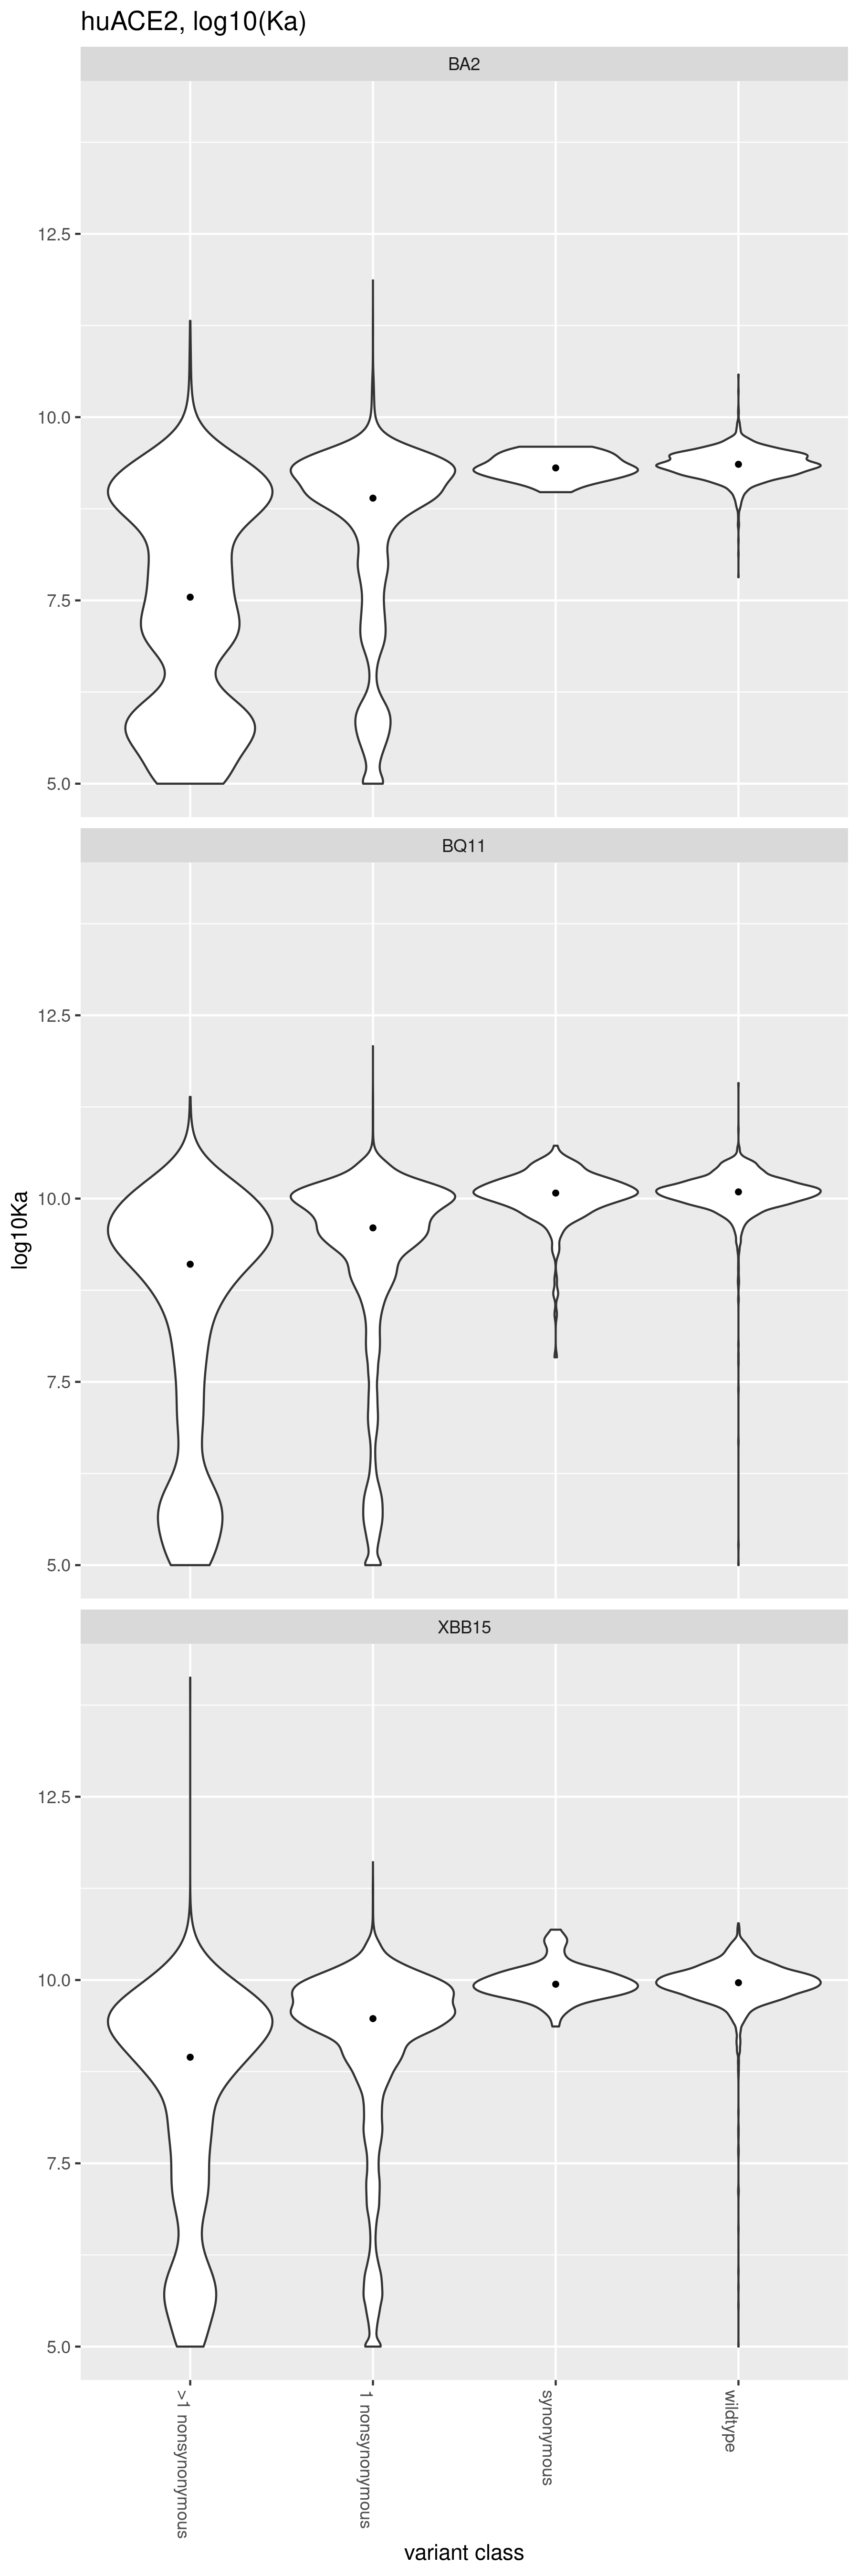 huACE2, log10(Ka)
BA2
12.5
10.0
7.5
5.0
BQ11
12.5
10.0
7.5
5.0
log10Ka
XBB15
12.5
10.0
7.5
5.0
>1 nonsynonymous
1 nonsynonymous
synonymous
wildtype
variant class